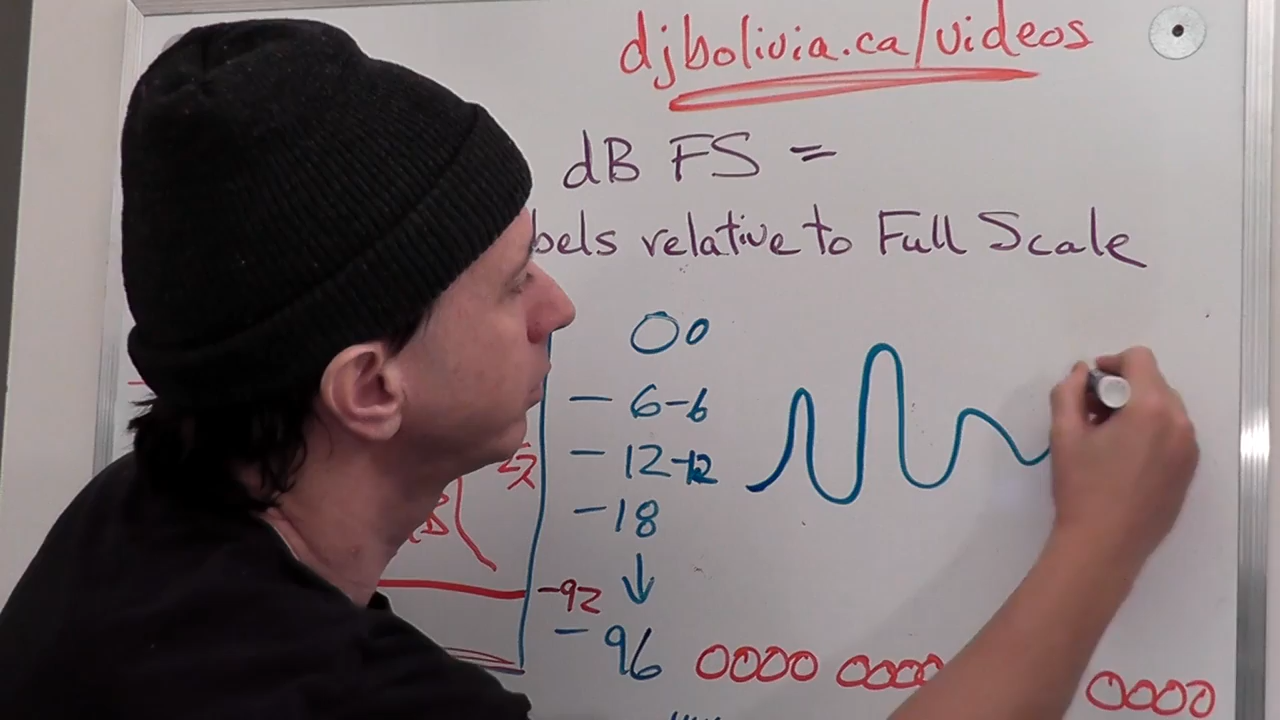 djbolivia.ca/videos
dB FS =
bels relative to Full Scale
0 0
-6 -6
-12 -12
-18
-92
-96 0000 0000 0000